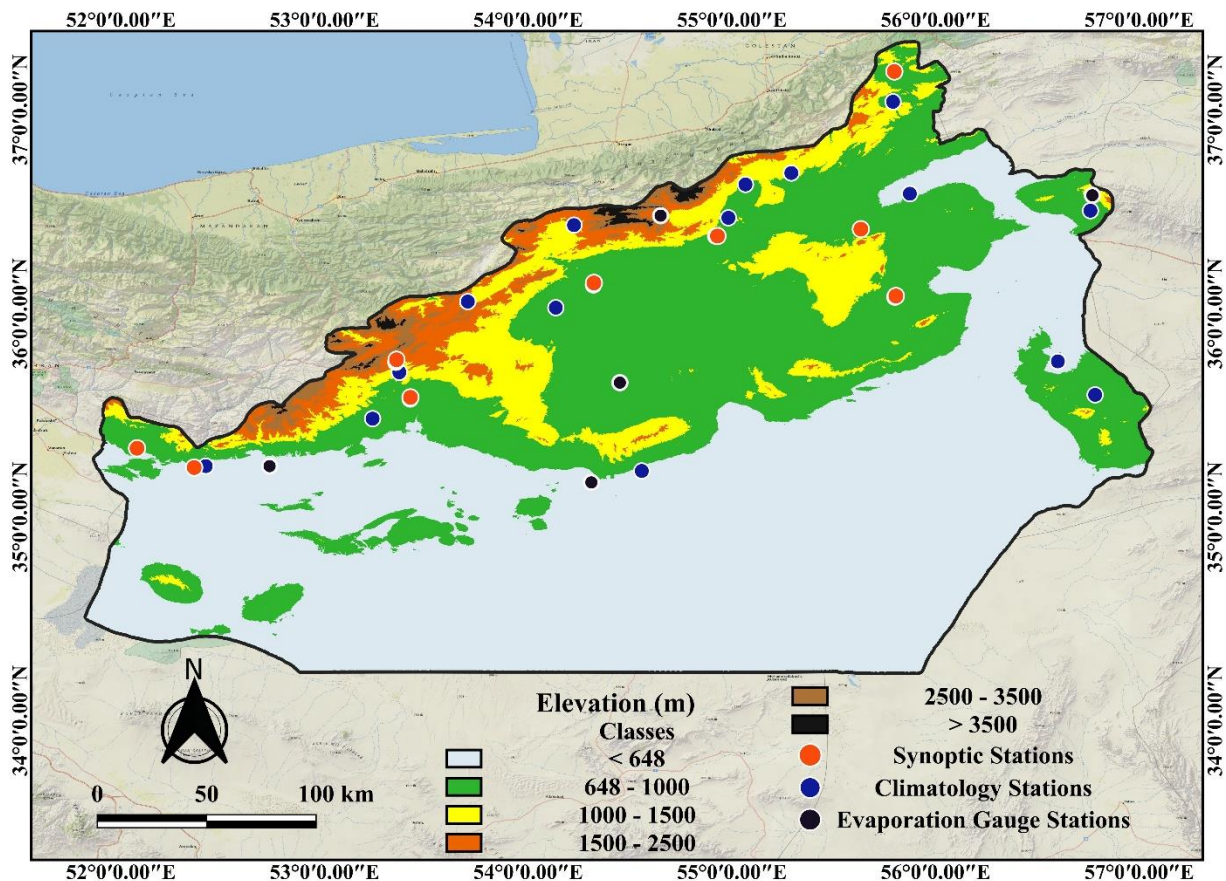 52°0'0.00"E 53°0'0.00"E 54°0'0.00"E 55°0'0.00"E 56°0'0.00"E 57°0'0.00"E
Caspian Sea
GOLESTAN
MAZANDARAN
37°0'0.00"N
36°0'0.00"N
35°0'0.00"N
34°0'0.00"N
37°0'0.00"N
36°0'0.00"N
35°0'0.00"N
34°0'0.00"N
N
0 50 100 km
Elevation (m)
Classes
< 648
648 - 1000
1000 - 1500
1500 - 2500
2500 - 3500
> 3500
Synoptic Stations
Climatology Stations
Evaporation Gauge Stations
52°0'0.00"E 53°0'0.00"E 54°0'0.00"E 55°0'0.00"E 56°0'0.00"E 57°0'0.00"E